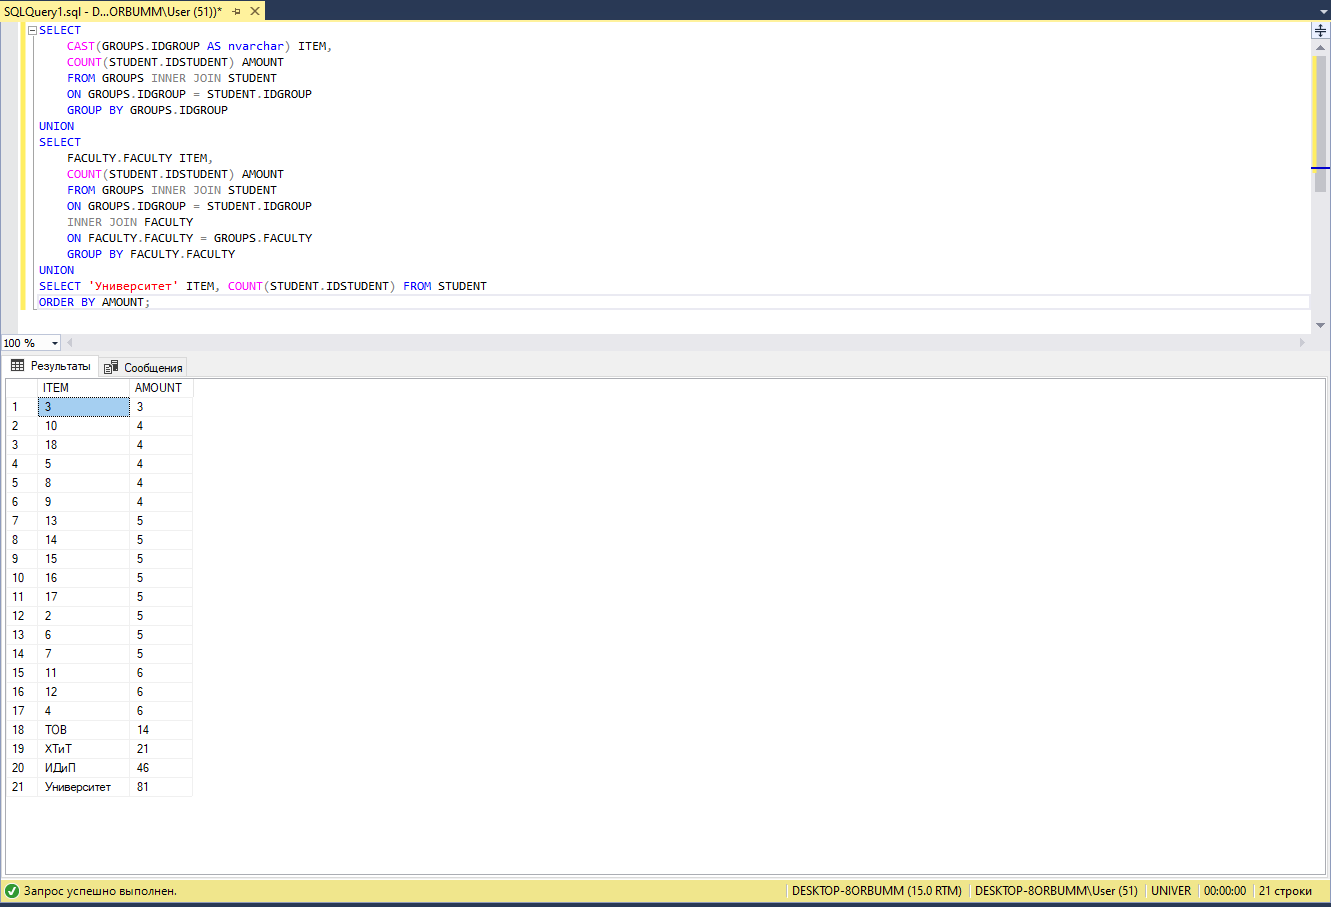 SQLQuery1.sql - D...ORBUMM\User (51))*
SELECT
CAST(GROUPS.IDGROUP AS nvarchar) ITEM,
COUNT(STUDENT.IDSTUDENT) AMOUNT
FROM GROUPS INNER JOIN STUDENT
ON GROUPS.IDGROUP = STUDENT.IDGROUP
GROUP BY GROUPS.IDGROUP
UNION
SELECT
FACULTY.FACULTY ITEM,
COUNT(STUDENT.IDSTUDENT) AMOUNT
FROM GROUPS INNER JOIN STUDENT
ON GROUPS.IDGROUP = STUDENT.IDGROUP
INNER JOIN FACULTY
ON FACULTY.FACULTY = GROUPS.FACULTY
GROUP BY FACULTY.FACULTY
UNION
SELECT 'Университет' ITEM, COUNT(STUDENT.IDSTUDENT) FROM STUDENT
ORDER BY AMOUNT;
100 %
Результаты Сообщения
ITEM AMOUNT
1 3 3
2 10 4
3 18 4
4 5 4
5 8 4
6 9 4
7 13 5
8 14 5
9 15 5
10 16 5
11 17 5
12 2 5
13 6 5
14 7 5
15 11 6
16 12 6
17 4 6
18 ТОВ 14
19 ХТиТ 21
20 ИДиП 46
21 Университет 81
Запрос успешно выполнен. DESKTOP-8ORBUMM (15.0 RTM) DESKTOP-8ORBUMM\User (51) UNIVER 00:00:00 21 строки